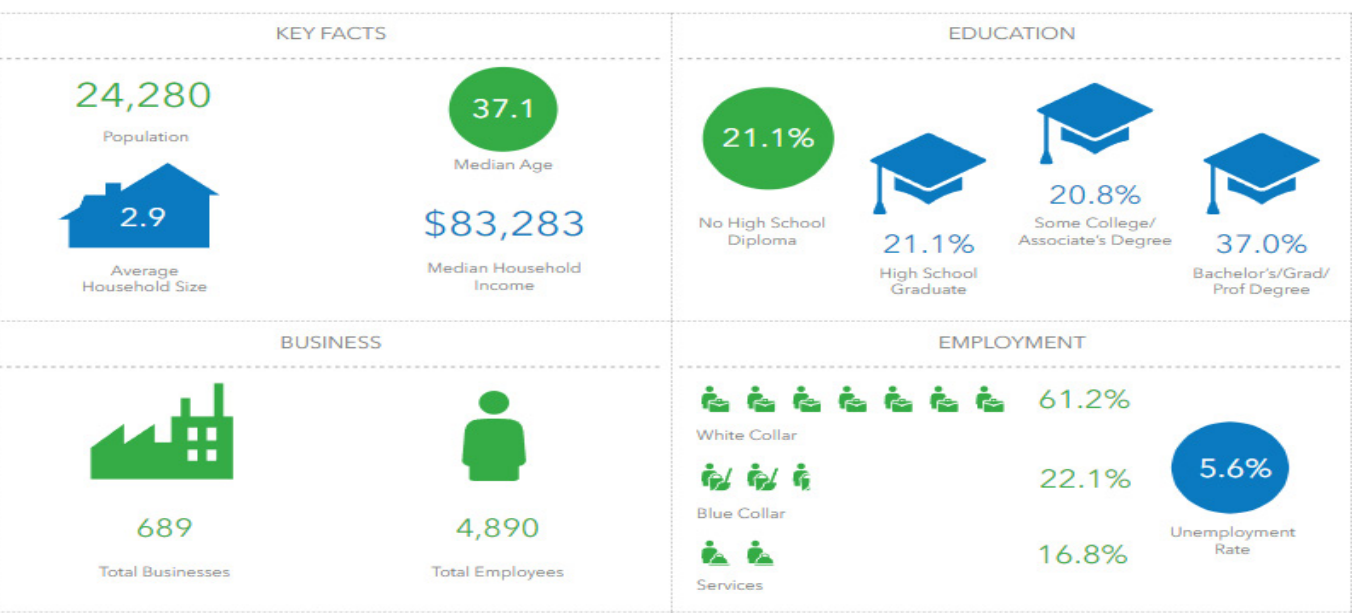 KEY FACTS
24,280
Population
37.1
Median Age
2.9
Average
Household Size
$83,283
Median Household
Income
EDUCATION
21.1%
No High School
Diploma
21.1%
High School
Graduate
20.8%
Some College/
Associate's Degree
37.0%
Bachelor's/Grad/
Prof Degree
BUSINESS
689
Total Businesses
4,890
Total Employees
EMPLOYMENT
61.2%
White Collar
22.1%
Blue Collar
16.8%
Services
5.6%
Unemployment
Rate